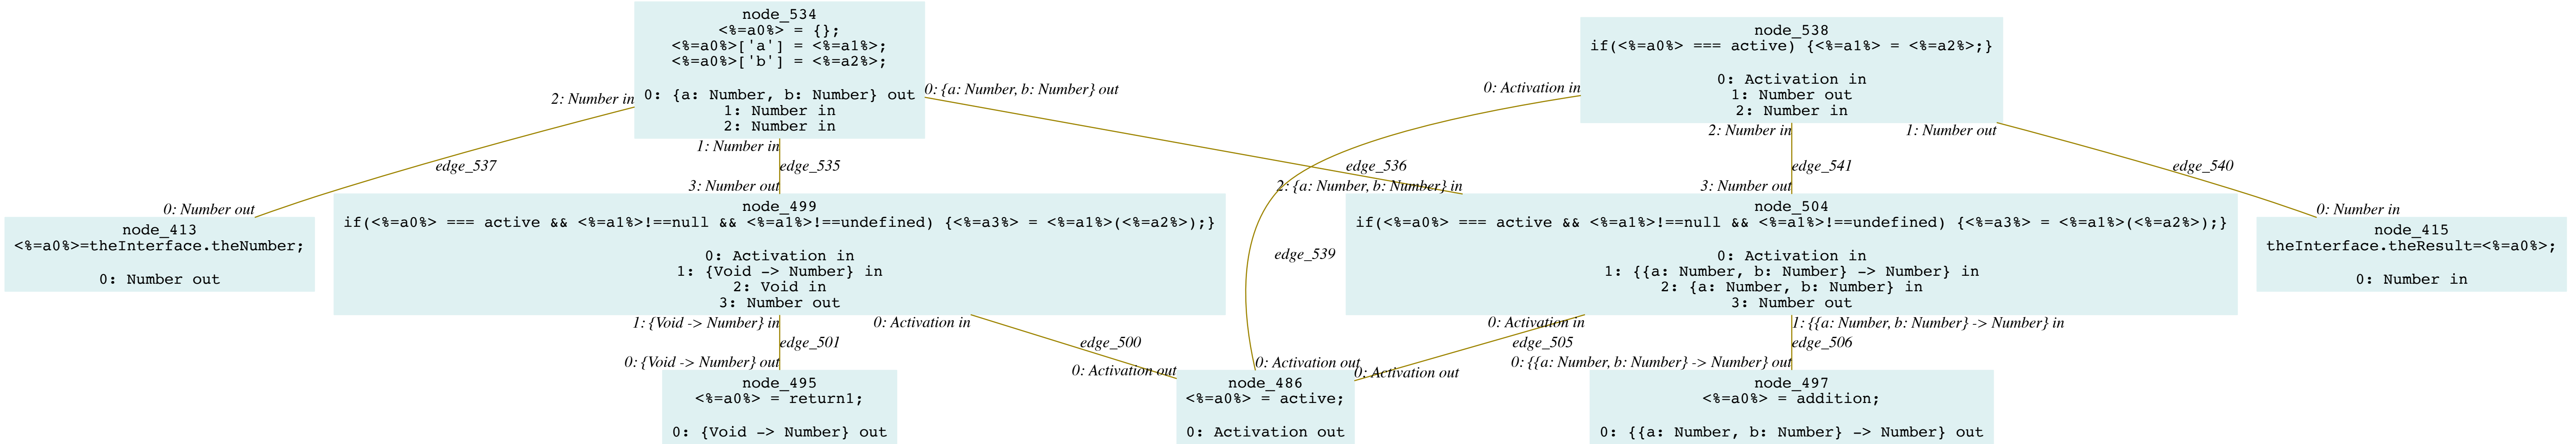 node_534
<%=a0%> = {};
<%=a0%>['a'] = <%=a1%>;
<%=a0%>['b'] = <%=a2%>;
0: {a: Number, b: Number} out
1: Number in
2: Number in
node_538
if(<%=a0%> === active) {<%=a1%> = <%=a2%>;}
0: Activation in
1: Number out
2: Number in
2: Number in
0: {a: Number, b: Number} out
0: Activation in
1: Number in
2: Number in
1: Number out
edge_537
edge_535
edge_536
edge_541
edge_540
0: Number out
3: Number out
2: {a: Number, b: Number} in
3: Number out
0: Number in
node_413
<%=a0%>=theInterface.theNumber;
0: Number out
node_499
if(<%=a0%> === active && <%=a1%>!==null && <%=a1%>!==undefined) {<%=a3%> = <%=a1%>(<%=a2%>);}
0: Activation in
1: {Void -> Number} in
2: Void in
3: Number out
edge_539
node_504
if(<%=a0%> === active && <%=a1%>!==null && <%=a1%>!==undefined) {<%=a3%> = <%=a1%>(<%=a2%>);}
0: Activation in
1: {{a: Number, b: Number} -> Number} in
2: {a: Number, b: Number} in
3: Number out
node_415
theInterface.theResult=<%=a0%>;
0: Number in
1: {Void -> Number} in
0: Activation in
0: Activation in
1: {{a: Number, b: Number} -> Number} in
edge_501
edge_500
edge_505
edge_506
0: {Void -> Number} out
0: Activation out
0: Activation out
0: Activation out
0: {{a: Number, b: Number} -> Number} out
node_495
<%=a0%> = return1;
0: {Void -> Number} out
node_486
<%=a0%> = active;
0: Activation out
node_497
<%=a0%> = addition;
0: {{a: Number, b: Number} -> Number} out